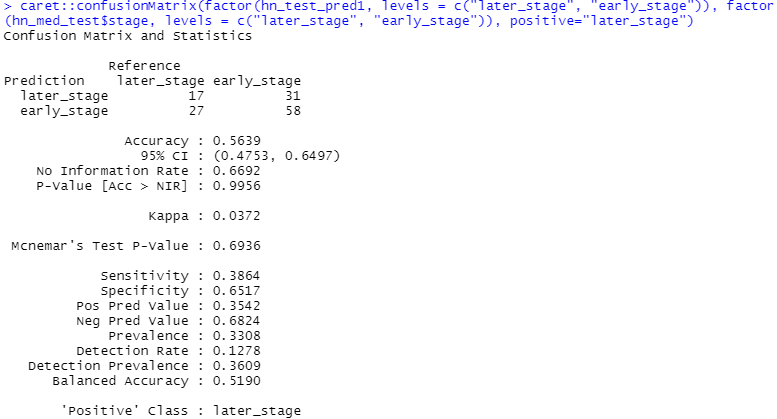 > caret::confusionMatrix(factor(hn_test_pred1, levels = c("later_stage", "early_stage")), factor
(hn_med_test$stage, levels = c("later_stage", "early_stage")), positive="later_stage")
Confusion Matrix and Statistics
Reference
Prediction later_stage early_stage
later_stage 17 31
early_stage 27 58
Accuracy : 0.5639
95% CI : (0.4753, 0.6497)
No Information Rate : 0.6692
P-Value [Acc > NIR] : 0.9956
Kappa : 0.0372
Mcnemar's Test P-Value : 0.6936
Sensitivity : 0.3864
Specificity : 0.6517
Pos Pred Value : 0.3542
Neg Pred Value : 0.6824
Prevalence : 0.3308
Detection Rate : 0.1278
Detection Prevalence : 0.3609
Balanced Accuracy : 0.5190
'Positive' Class : later_stage